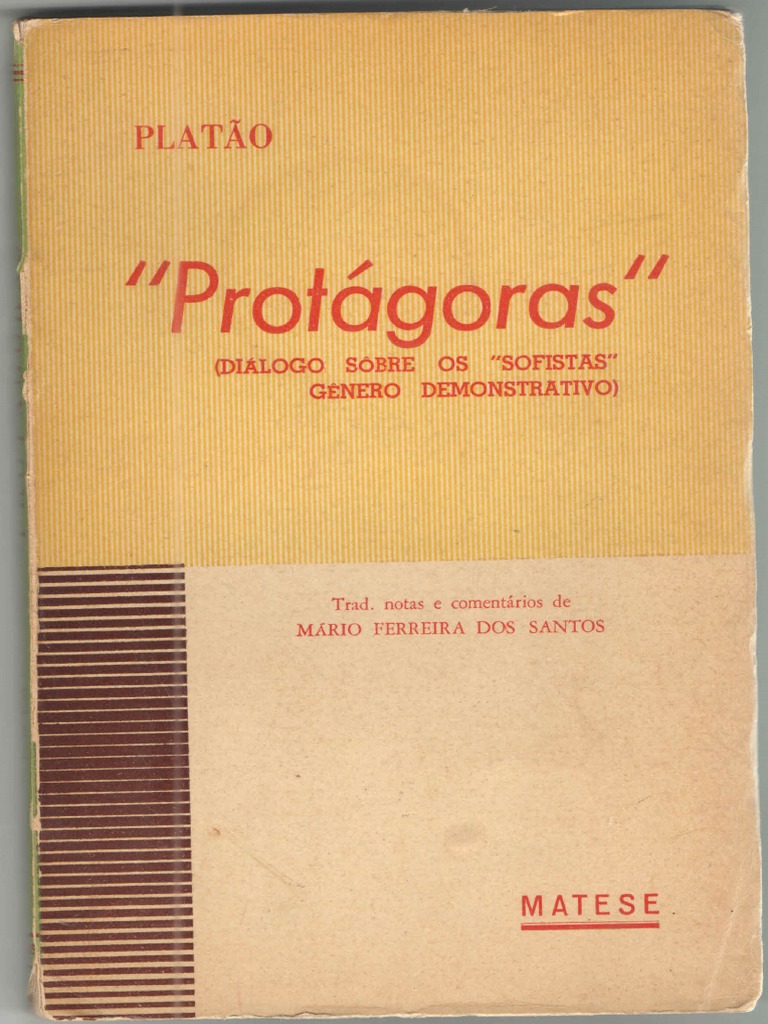 PLATÃO
"Protágoras"
(DIÁLOGO SÔBRE OS "SOFISTAS"
GÊNERO DEMONSTRATIVO)
Trad. notas e comentários de
MÁRIO FERREIRA DOS SANTOS
MATESE